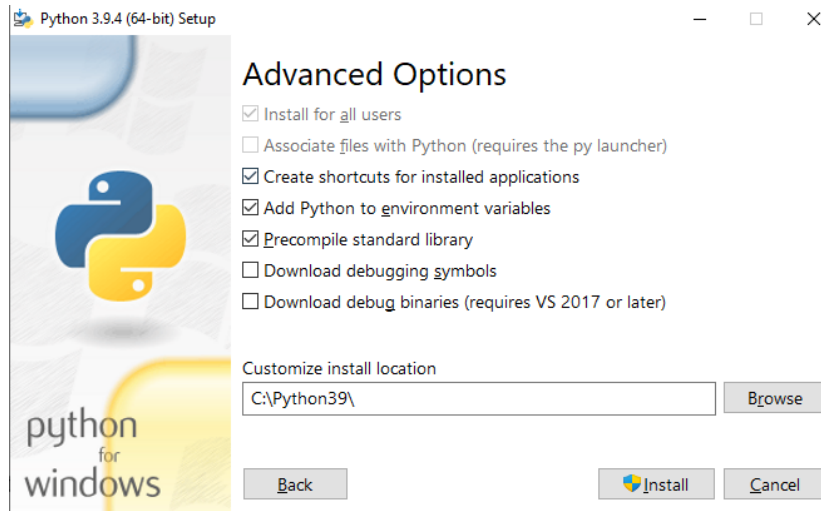 Python 3.9.4 (64-bit) Setup
Advanced Options
Install for all users
Associate files with Python (requires the py launcher)
Create shortcuts for installed applications
Add Python to environment variables
Precompile standard library
Download debugging symbols
Download debug binaries (requires VS 2017 or later)
Customize install location
C:\Python39\
Browse
python
for
windows
Back
Install
Cancel